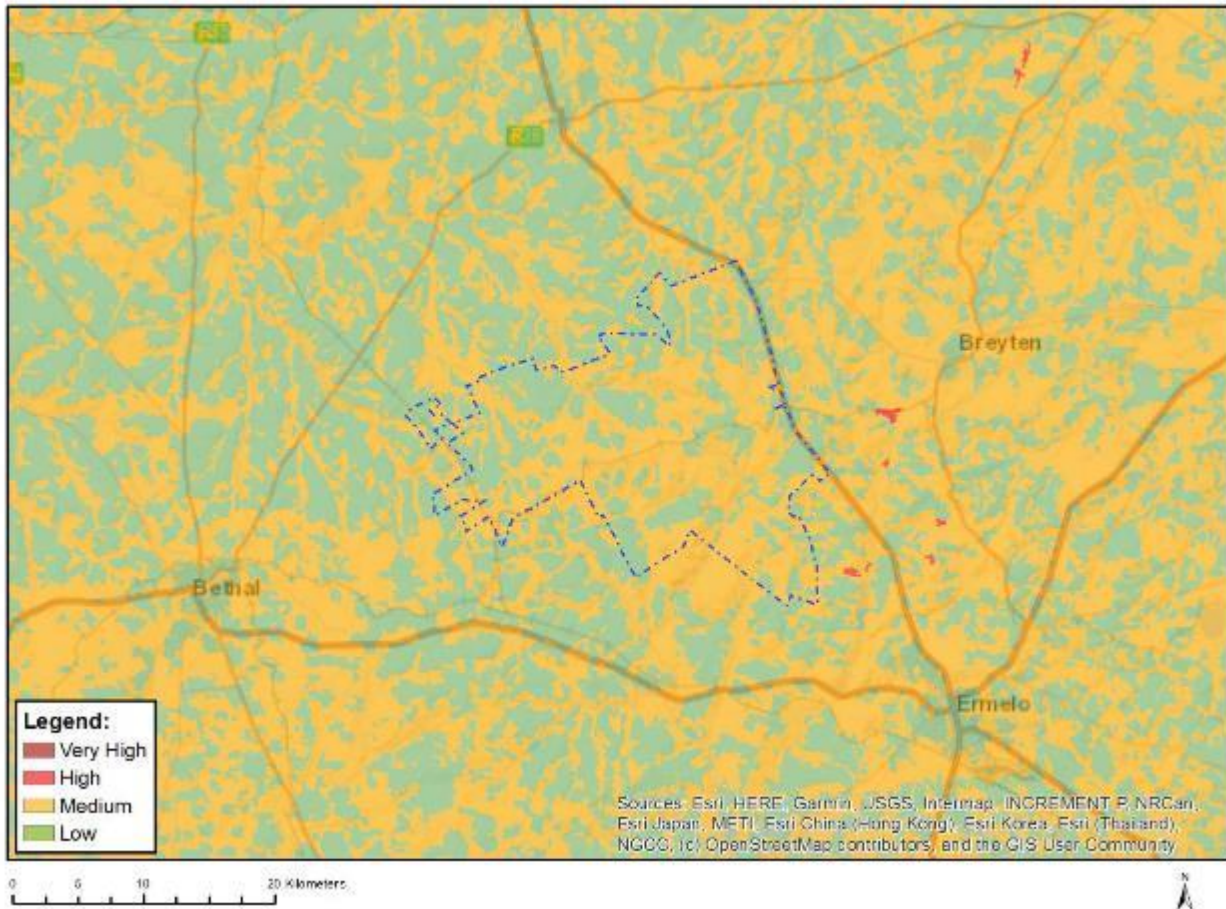 Breyten
Bethal
Ermelo
Legend:
Very High
High
Medium
Low
Sources: Esri, HERE, Garmin, USGS, Intermap, INCREMENT P, NRCan,
Esri Japan, METI, Esri China (Hong Kong), Esri Korea, Esri (Thailand),
NGCC, (c) OpenStreetMap contributors, and the GIS User Community
0 5 10 20 Kilometers
N